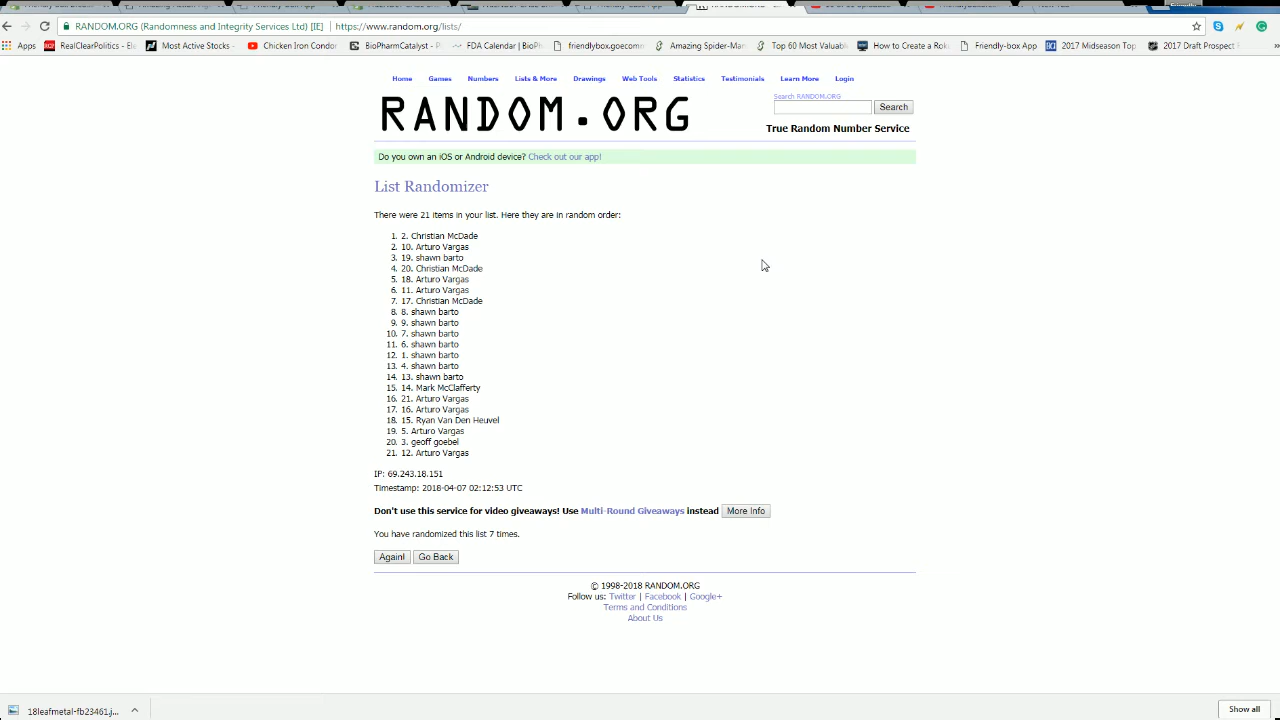 RANDOM.ORG (Randomness and Integrity Services Ltd) [IE] https://www.random.org/lists/
Apps RealClearPolitics - El Most Active Stocks - Chicken Iron Condor BioPharmCatalyst - P FDA Calendar | BioPh friendlybox.goecomm Amazing Spider-Mar Top 60 Most Valuabl How to Create a Rok Friendly-box App 2017 Midseason Top 2017 Draft Prospect
Home Games Numbers Lists & More Drawings Web Tools Statistics Testimonials Learn More Login
Search RANDOM.ORG
RANDOM.ORG
Search
True Random Number Service
Do you own an iOS or Android device? Check out our app!
List Randomizer
There were 21 items in your list. Here they are in random order:
1. 2. Christian McDade
2. 10. Arturo Vargas
3. 19. shawn barto
4. 20. Christian McDade
5. 18. Arturo Vargas
6. 11. Arturo Vargas
7. 17. Christian McDade
8. 8. shawn barto
9. 9. shawn barto
10. 7. shawn barto
11. 6. shawn barto
12. 1. shawn barto
13. 4. shawn barto
14. 13. shawn barto
15. 14. Mark McClafferty
16. 21. Arturo Vargas
17. 16. Arturo Vargas
18. 15. Ryan Van Den Heuvel
19. 5. Arturo Vargas
20. 3. geoff goebel
21. 12. Arturo Vargas
IP: 69.243.18.151
Timestamp: 2018-04-07 02:12:53 UTC
Don't use this service for video giveaways! Use Multi-Round Giveaways instead More Info
You have randomized this list 7 times.
Again! Go Back
© 1998-2018 RANDOM.ORG
Follow us: Twitter | Facebook | Google+
Terms and Conditions
About Us
18leafmetal-fb23461.j...
Show all